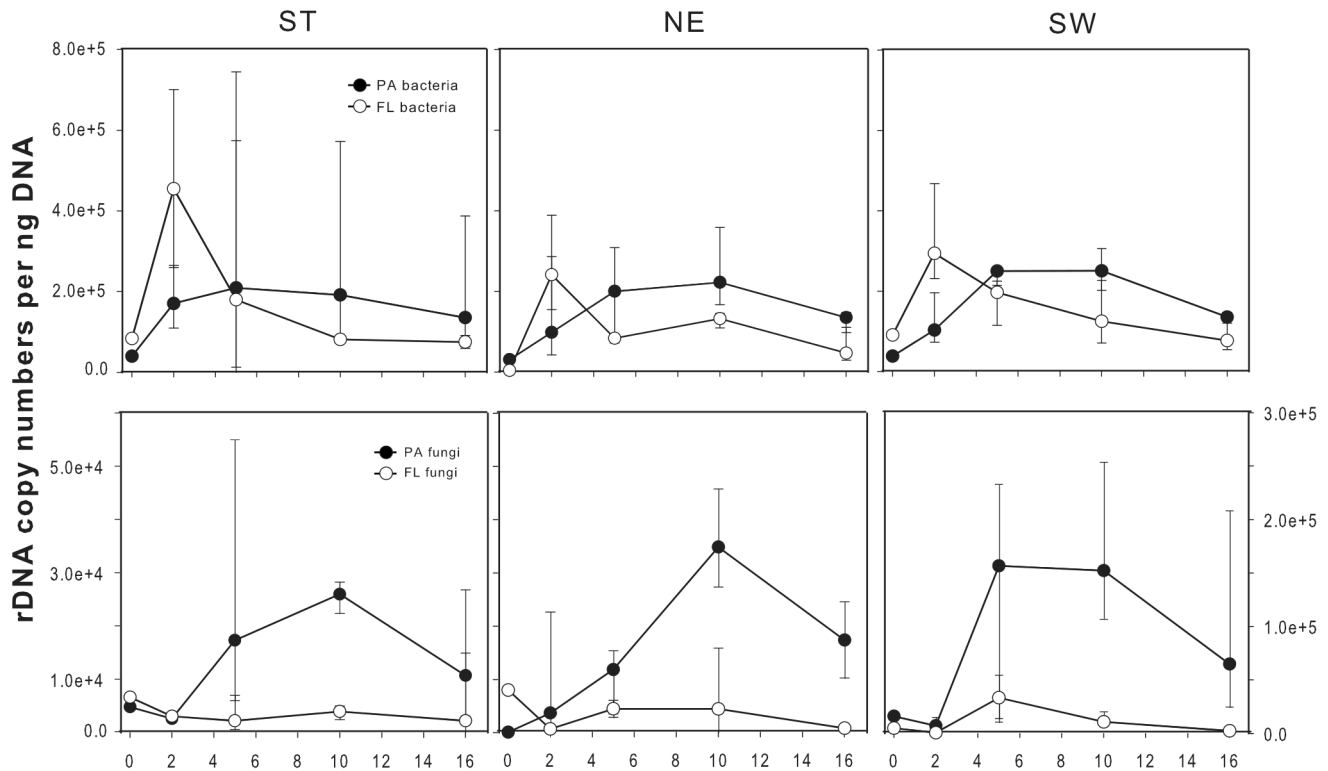 ST NE SW
rDNA copy numbers per ng DNA
8.0e+5
6.0e+5
4.0e+5
2.0e+5
0.0
PA bacteria
FL bacteria
5.0e+4
3.0e+4
1.0e+4
0.0
PA fungi
FL fungi
3.0e+5
2.0e+5
1.0e+5
0.0
0 2 4 6 8 10 12 14 16 0 2 4 6 8 10 12 14 16 0 2 4 6 8 10 12 14 16